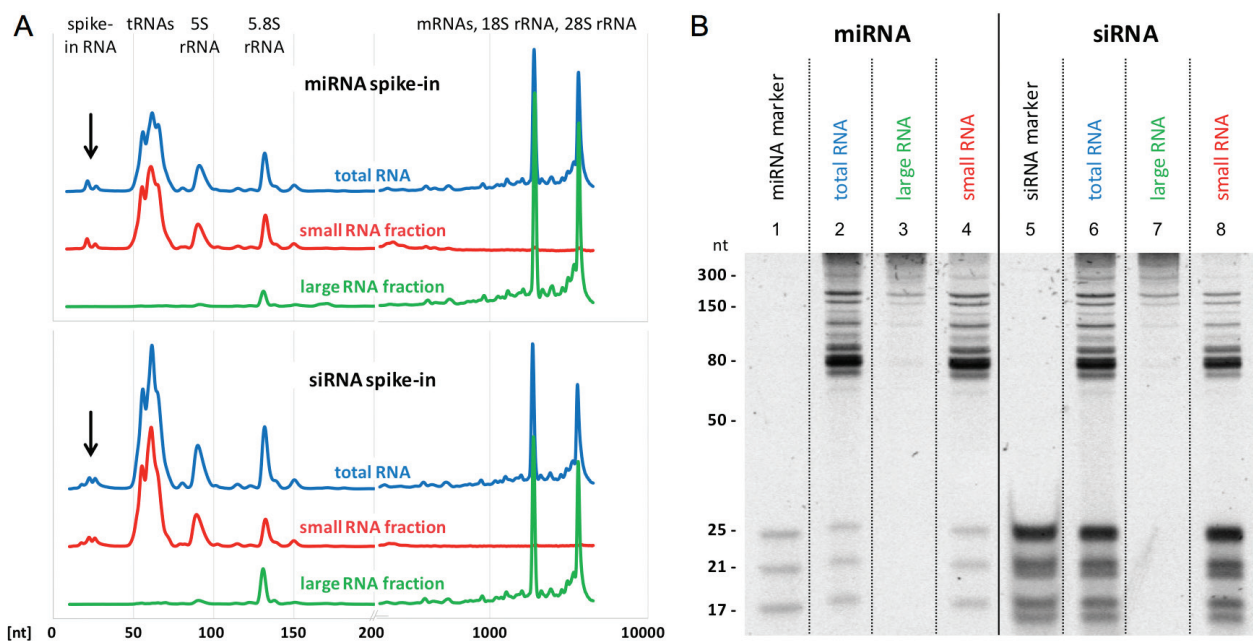 A
spike-
in RNA
tRNAs
5S
rRNA
5.8S
rRNA
mRNAs, 18S rRNA, 28S rRNA
miRNA spike-in
total RNA
small RNA fraction
large RNA fraction
siRNA spike-in
total RNA
small RNA fraction
large RNA fraction
[nt]
0
50
100
150
200
1000
10000
B
miRNA
siRNA
miRNA marker
total RNA
large RNA
small RNA
siRNA marker
total RNA
large RNA
small RNA
nt
1
2
3
4
5
6
7
8
300 -
150 -
80 -
50 -
25 -
21 -
17 -